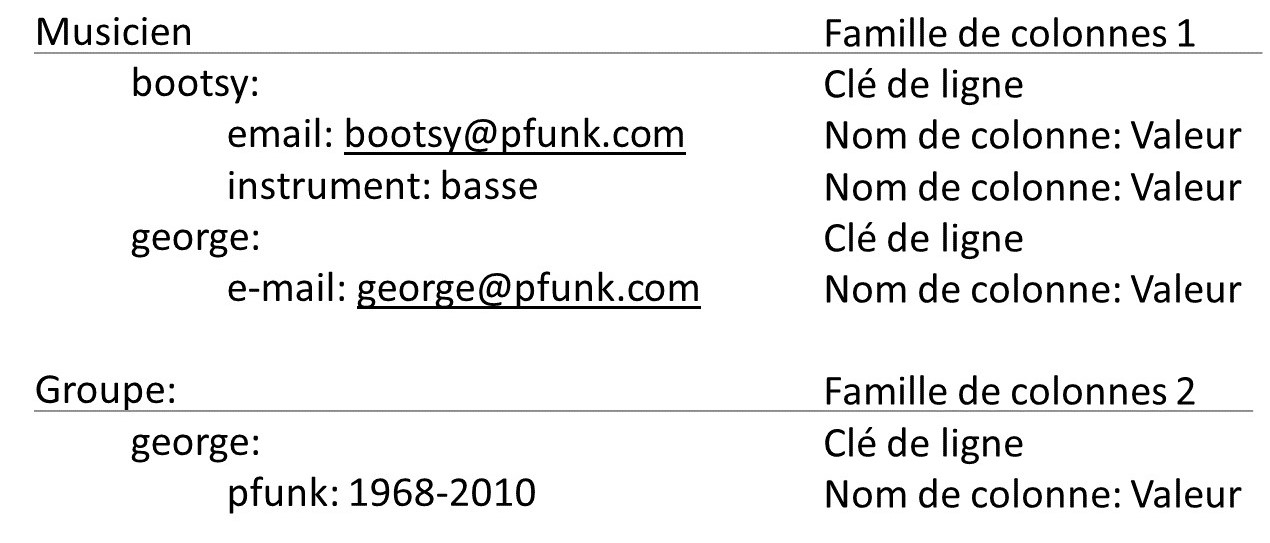 Musicien Famille de colonnes 1
bootsy: Clé de ligne
email: bootsy@pfunk.com Nom de colonne: Valeur
instrument: basse Nom de colonne: Valeur
george: Clé de ligne
e-mail: george@pfunk.com Nom de colonne: Valeur
Groupe: Famille de colonnes 2
george: Clé de ligne
pfunk: 1968-2010 Nom de colonne: Valeur